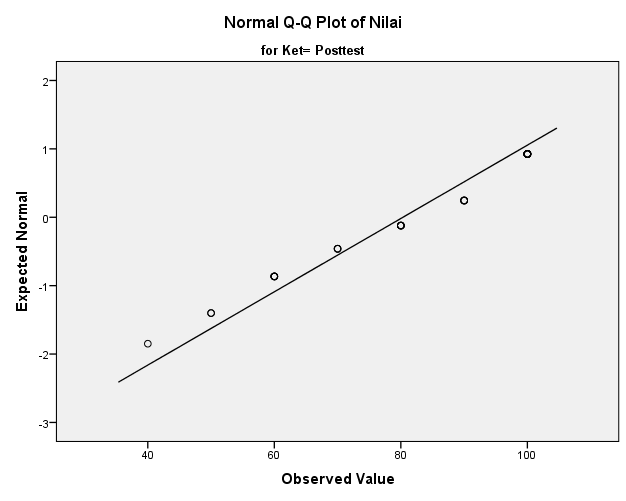 Normal Q-Q Plot of Nilai
for Ket= Posttest
Expected Normal
2
1
0
-1
-2
-3
40 60 80 100
Observed Value